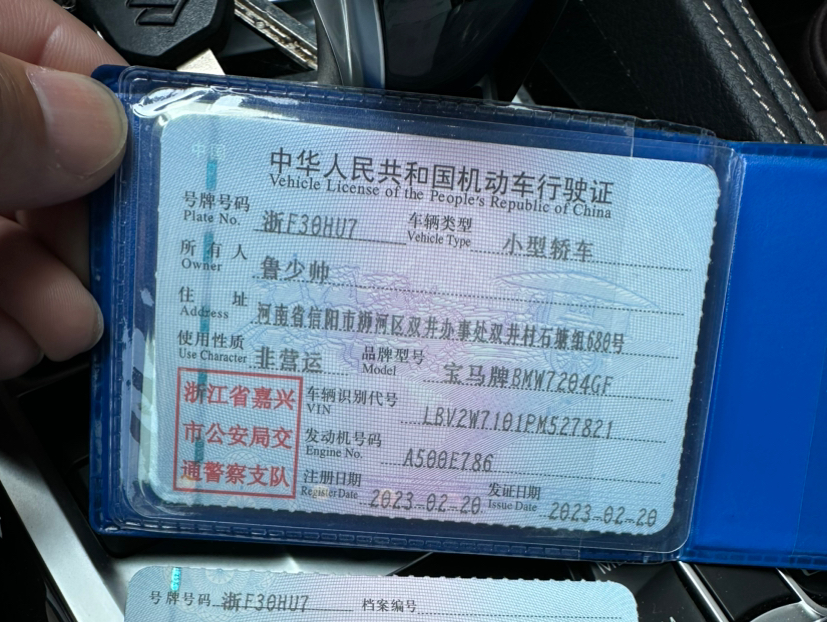 中华人民共和国机动车行驶证
Vehicle License of the People's Republic of China
号牌号码 浙F30HU7 车辆类型 小型轿车
Plate No. Vehicle Type
所有人 鲁少帅
Owner
住址 河南省信阳市浉河区双井办事处双井村石堰组680号
Address
使用性质 非营运 品牌型号 宝马牌BMW7204GF
Use Character Model
浙江省嘉兴
市公安局交
通警察支队
车辆识别代号 LBV2W7101PM527821
VIN
发动机号码 A500E786
Engine No.
注册日期 2023-02-20 发证日期 2023-02-20
Register Date Issue Date
号牌号码 浙F30HU7 档案编号